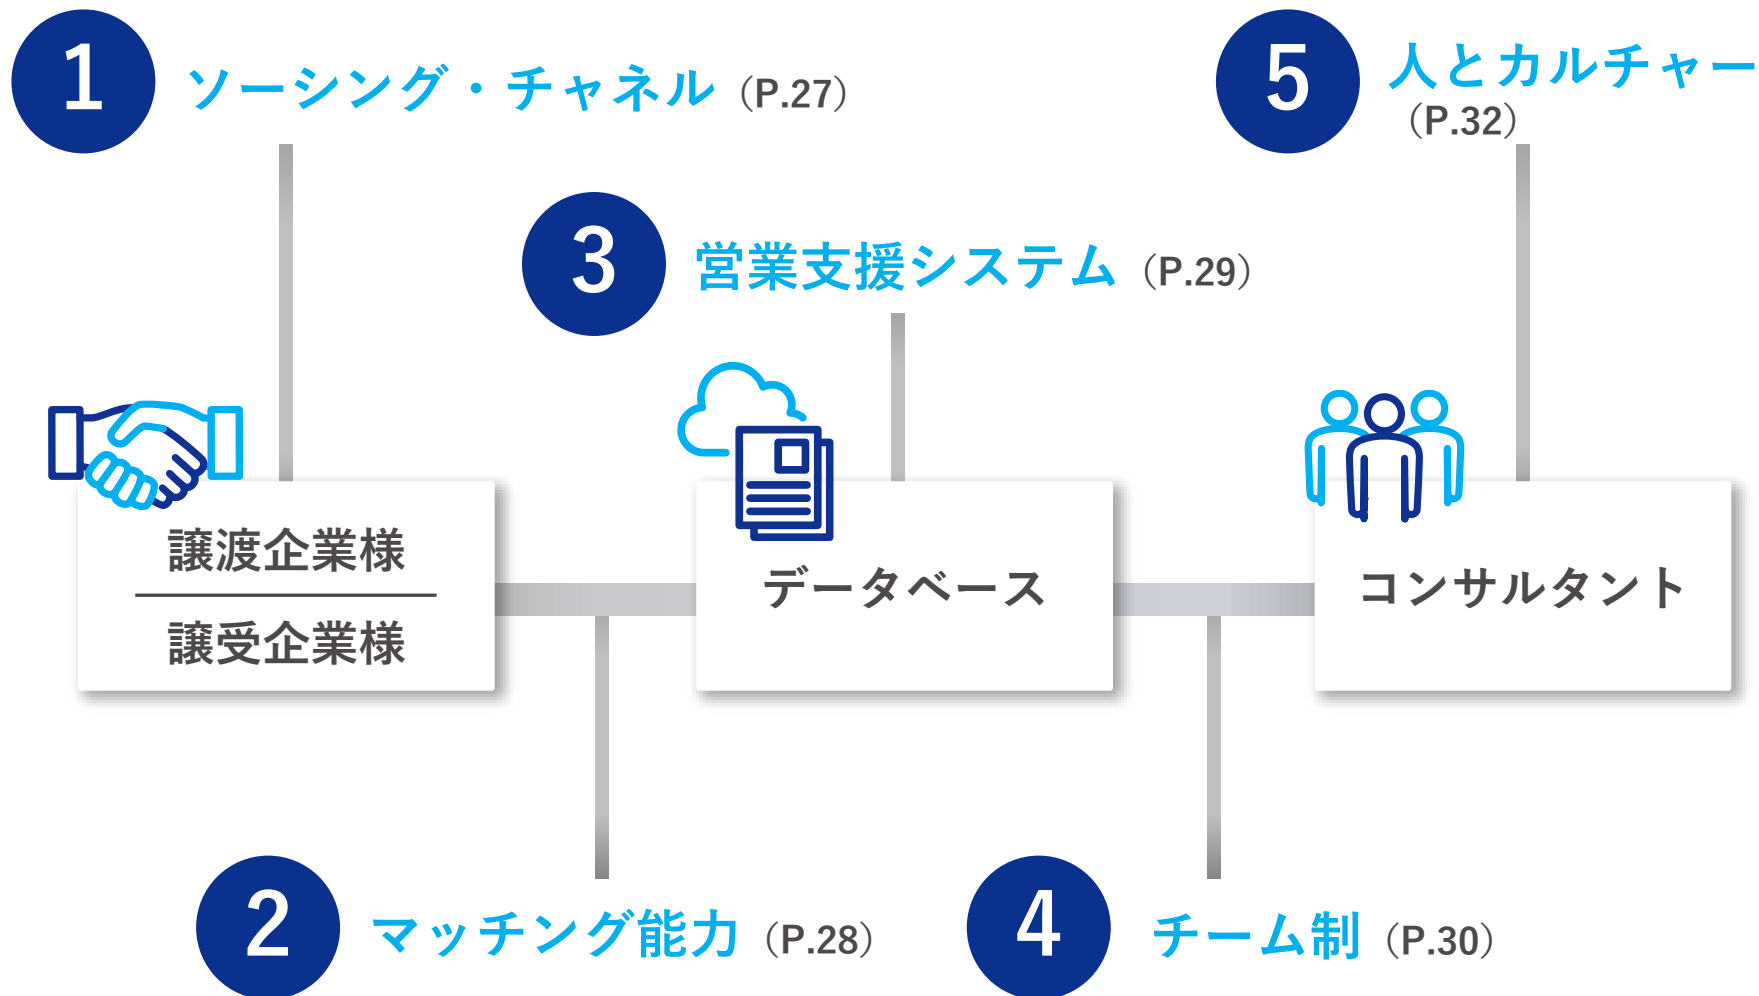 1
ソーシング・チャネル（P.27）
5
人とカルチャー
（P.32）
3
営業支援システム（P.29）
譲渡企業様
譲受企業様
データベース
コンサルタント
2
マッチング能力（P.28）
4
チーム制（P.30）